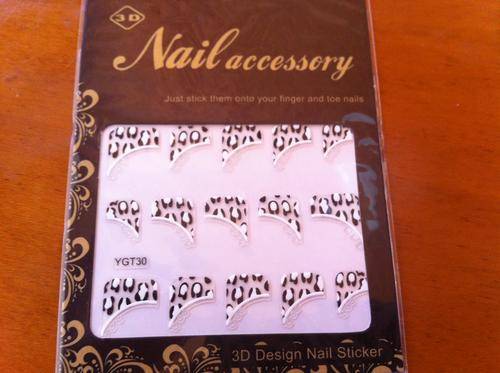 3D
Nail accessory
Just stick them onto your finger and toe nails
YGT30
3D Design Nail Sticker